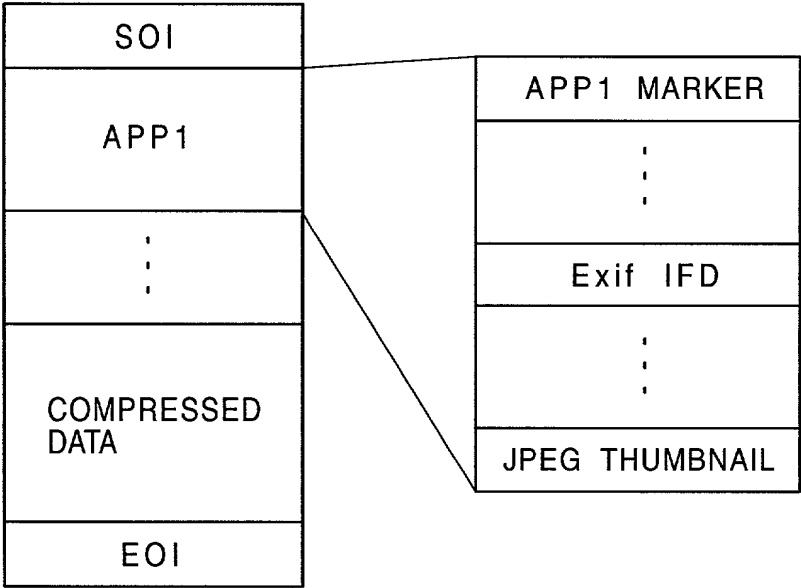 SOI
APP1
COMPRESSED
DATA
EOI
APP1 MARKER
Exif IFD
JPEG THUMBNAIL